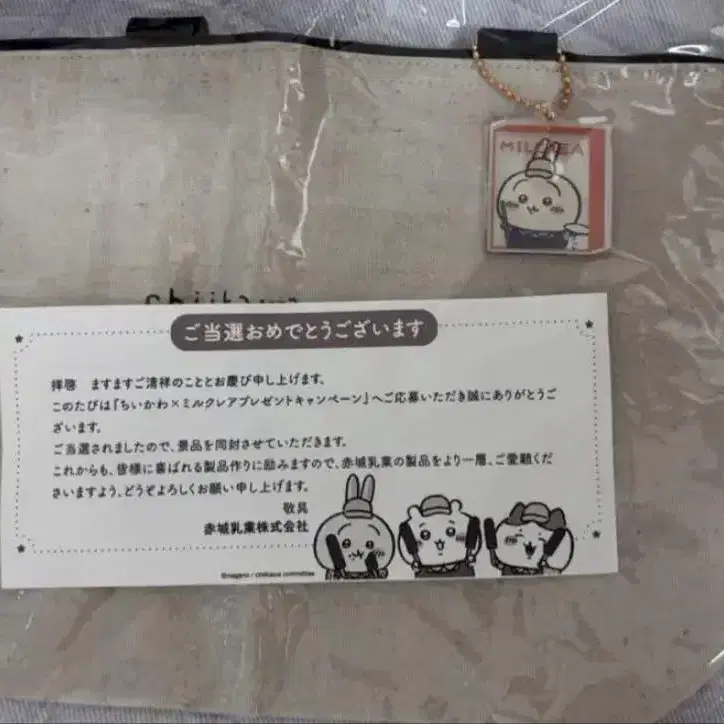 MILCREA
chiikawa
ご当選おめでとうございます
拝啓　ますますご清祥のこととお慶び申し上げます。
このたびは「ちいかわ×ミルクレアプレゼントキャンペーン」へご応募いただき誠にありがとうご
ざいます。
ご当選されましたので、景品を同封させていただきます。
これからも、皆様に喜ばれる製品作りに励みますので、赤城乳業の製品をより一層、ご愛顧くだ
さいますよう、どうぞよろしくお願い申し上げます。
敬具
赤城乳業株式会社
©nagano / chiikawa committee